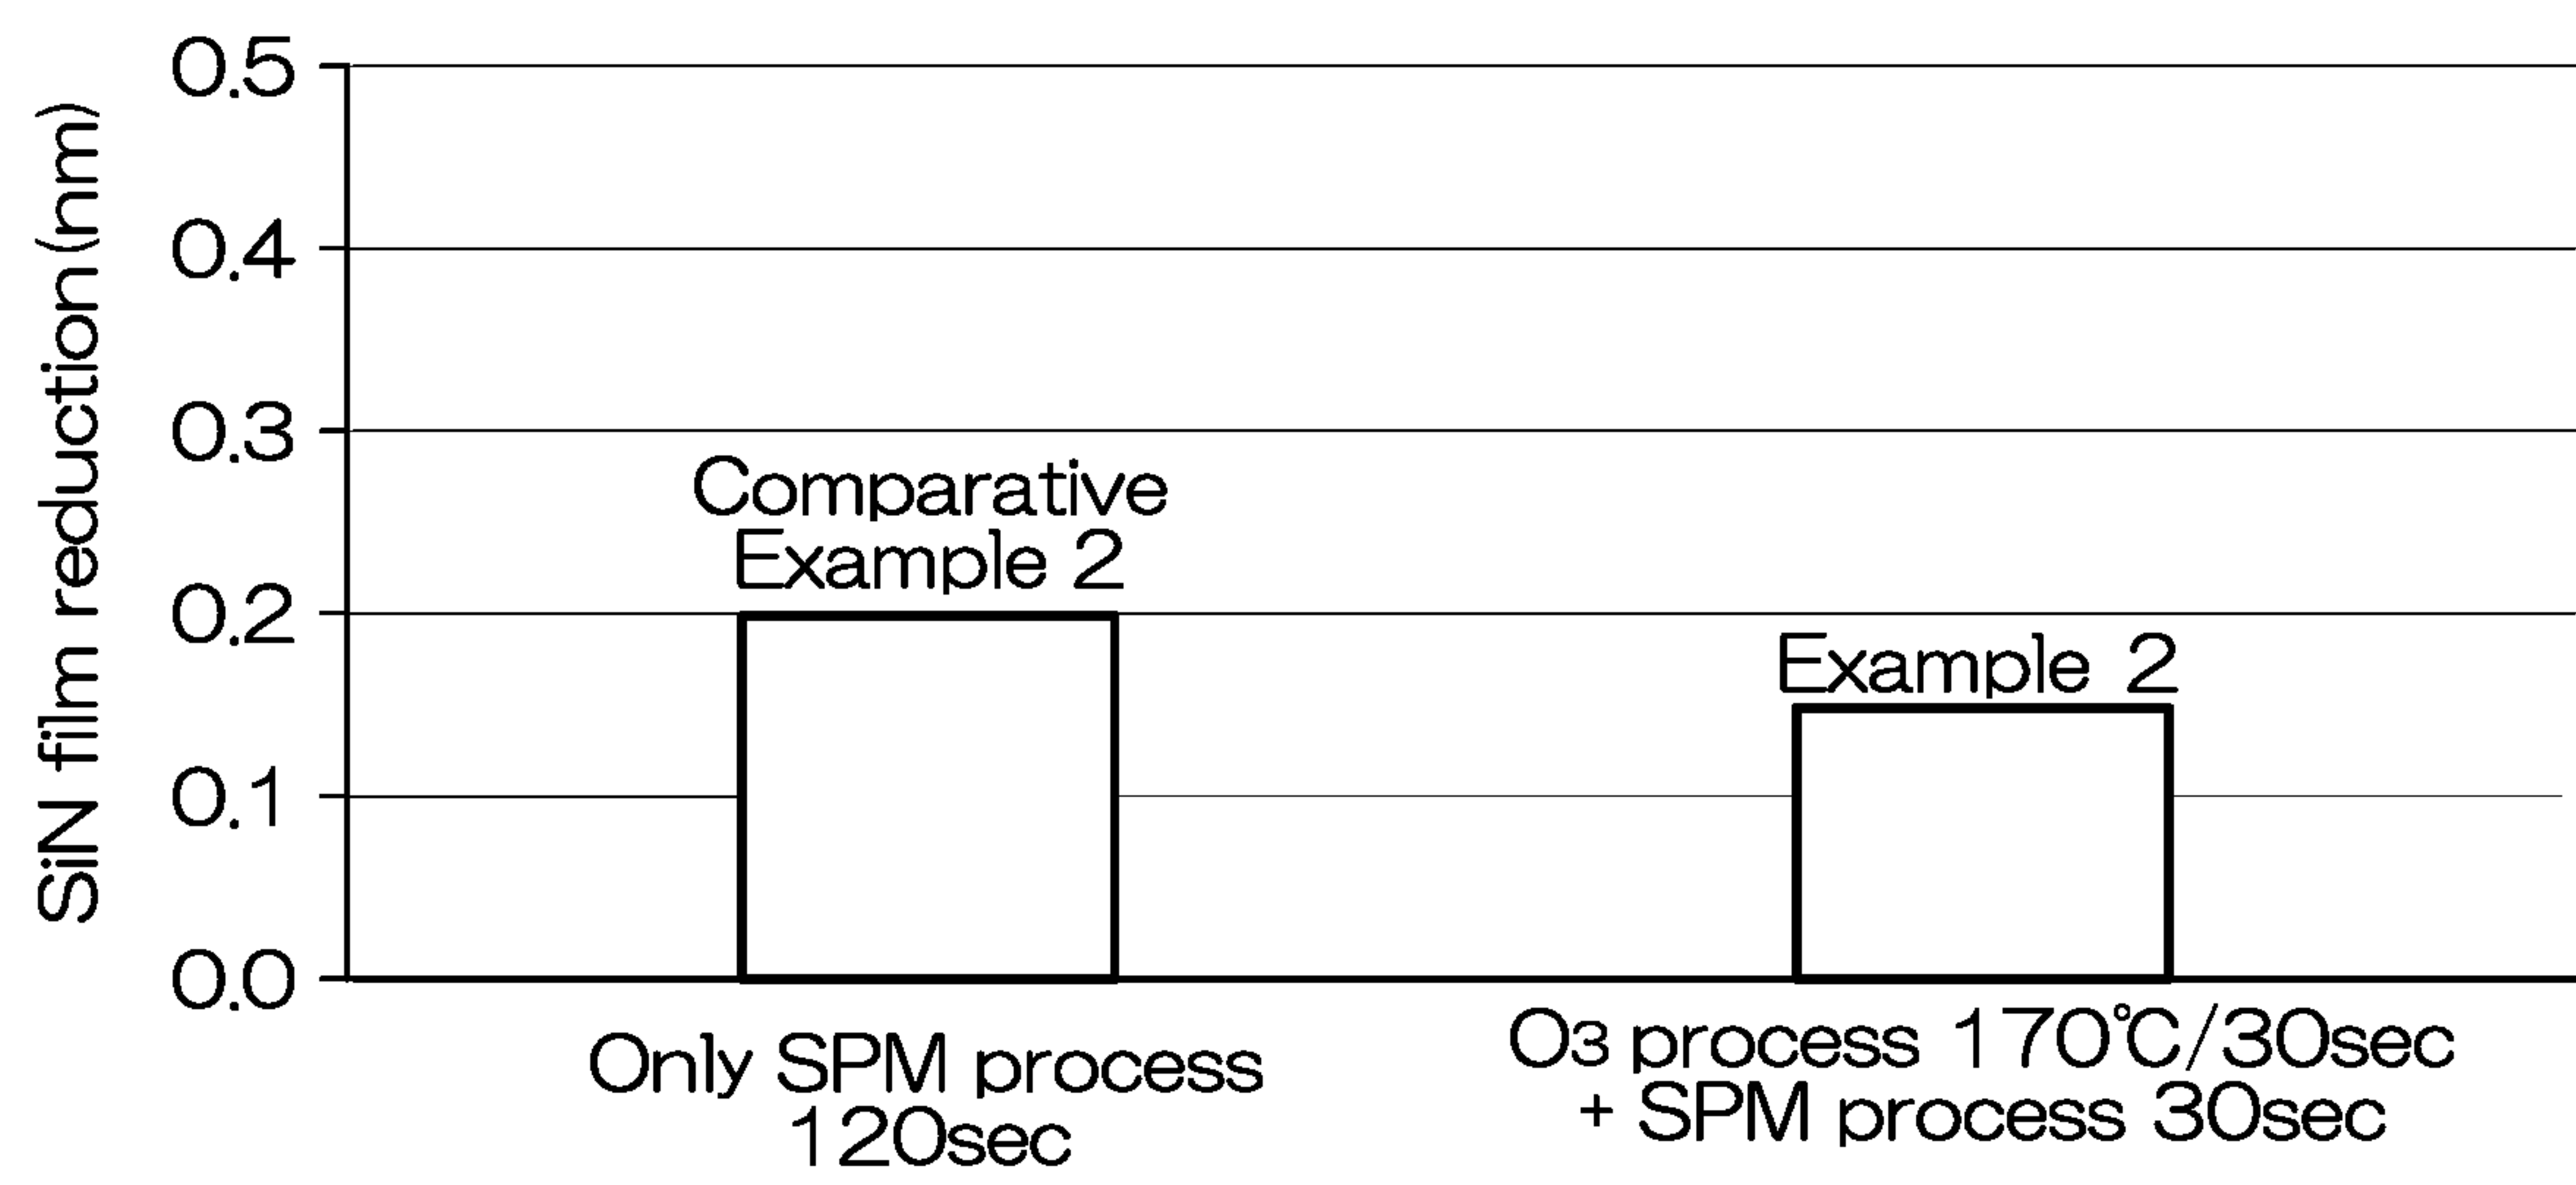 SiN film reduction(nm)
0.5
0.4
0.3
0.2
0.1
0.0
Comparative
Example 2
Example 2
Only SPM process
120sec
O3 process 170℃/30sec
+ SPM process 30sec